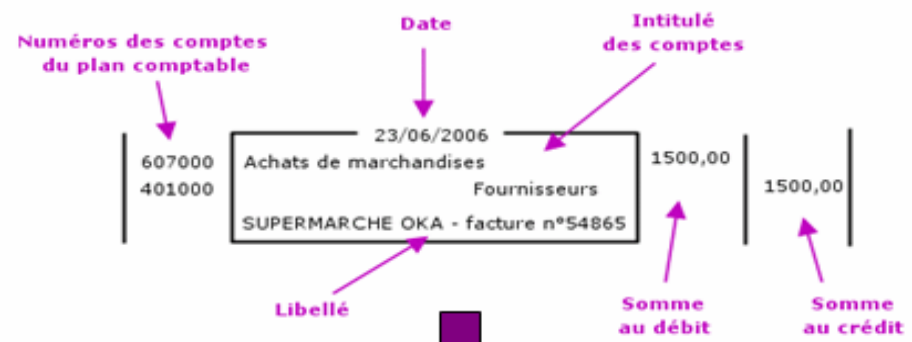 Date
Intitulé
des comptes
Numéros des comptes
du plan comptable
23/06/2006
607000 Achats de marchandises 1500,00
401000 Fournisseurs 1500,00
SUPERMARCHE OKA - facture n°54865
Libellé
Somme
au débit
Somme
au crédit